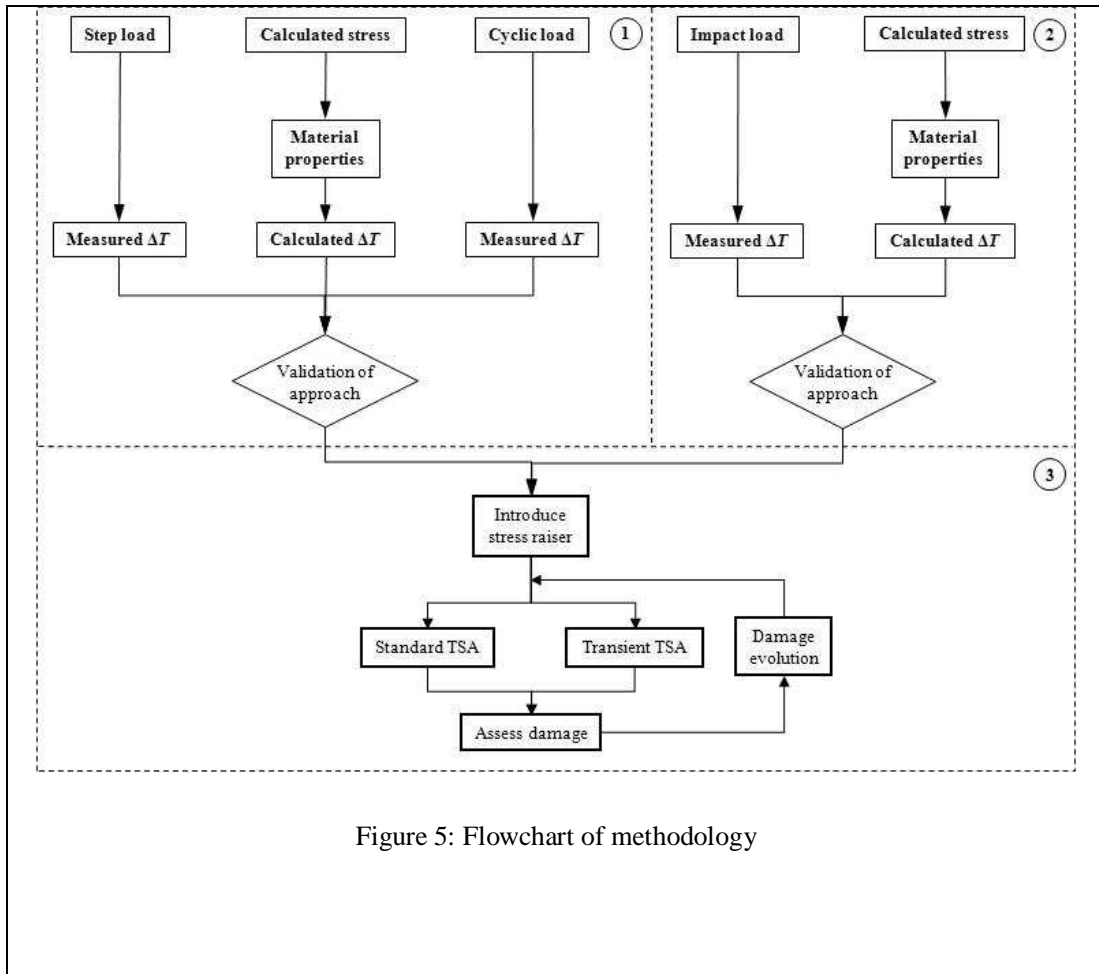 Step load
Calculated stress
Cyclic load
1
Material
properties
Measured ΔT
Calculated ΔT
Measured ΔT
Validation of
approach
Impact load
Calculated stress
2
Material
properties
Measured ΔT
Calculated ΔT
Validation of
approach
3
Introduce
stress raiser
Standard TSA
Transient TSA
Damage
evolution
Assess damage
Figure 5: Flowchart of methodology